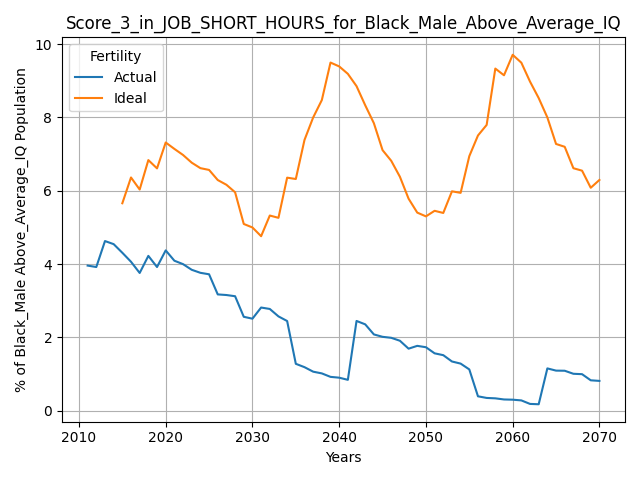 Score_3_in_JOB_SHORT_HOURS_for_Black_Male_Above_Average_IQ
Fertility
Actual
Ideal
% of Black_Male Above_Average_IQ Population
10
8
6
4
2
0
2010 2020 2030 2040 2050 2060 2070
Years